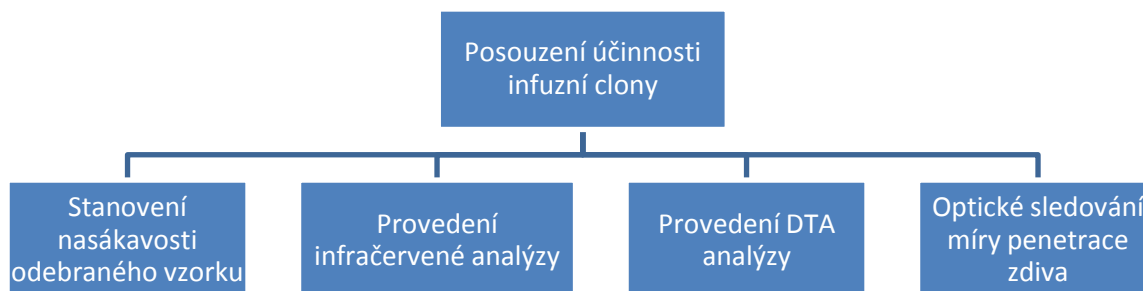 Posouzení účinnosti
infuzní clony
Stanovení
nasákavosti
odebraného vzorku
Provedení
infračervené analýzy
Provedení DTA
analýzy
Optické sledování
míry penetrace
zdiva